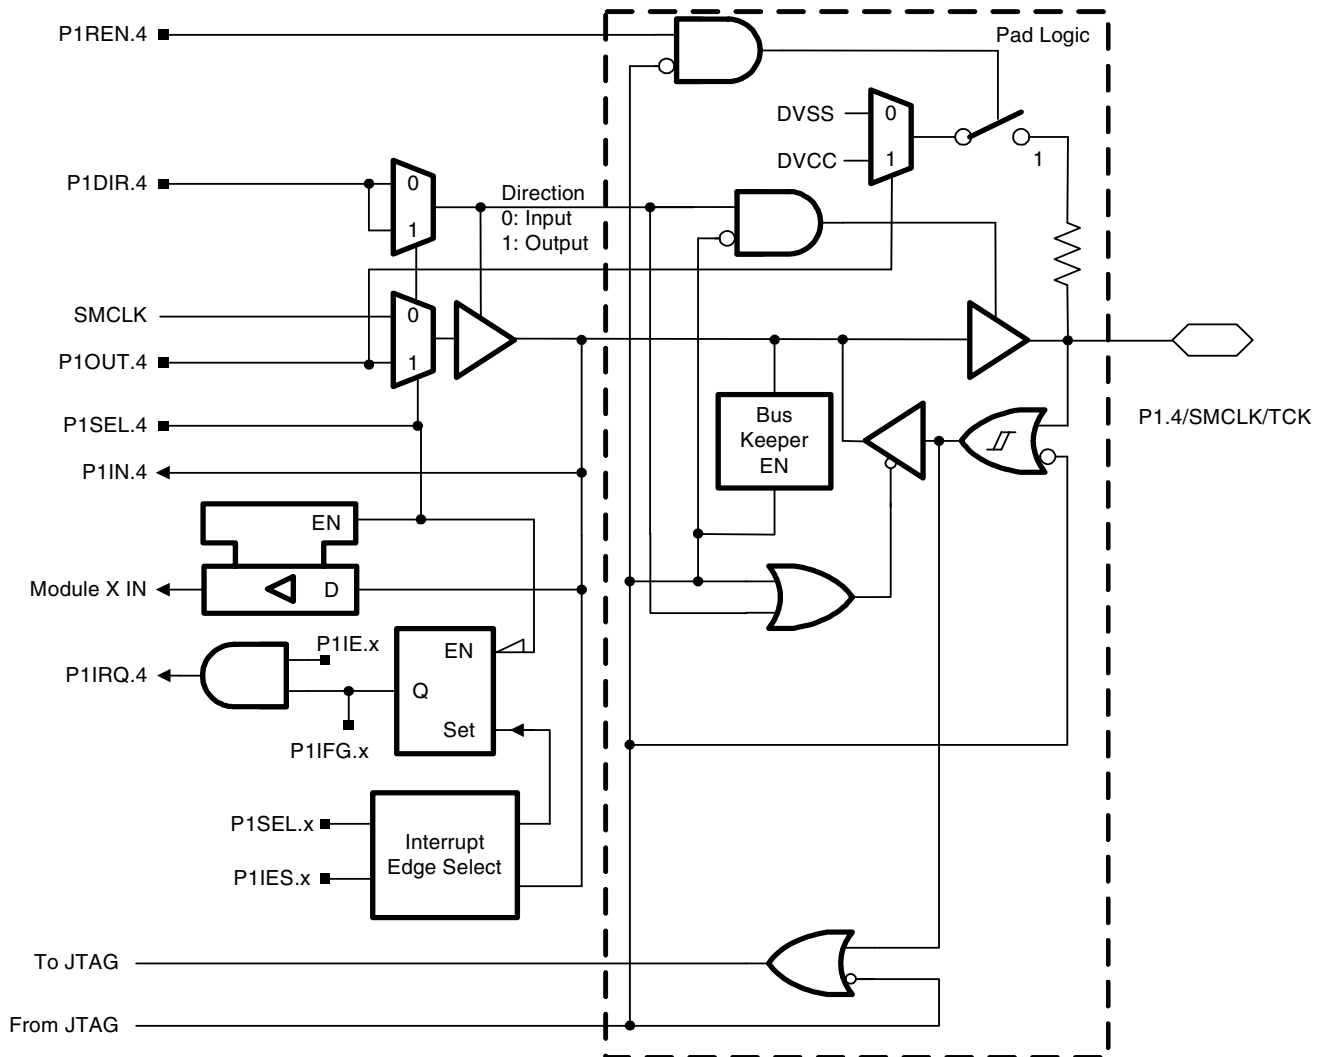 P1REN.4
Pad Logic
DVSS
0
DVCC
1
1
P1DIR.4
0
1
Direction
0: Input
1: Output
SMCLK
0
P1OUT.4
1
P1SEL.4
P1IN.4
Bus
Keeper
EN
P1.4/SMCLK/TCK
EN
Module X IN
D
P1IE.x
P1IRQ.4
EN
Q
Set
P1IFG.x
P1SEL.x
P1IES.x
Interrupt
Edge Select
To JTAG
From JTAG